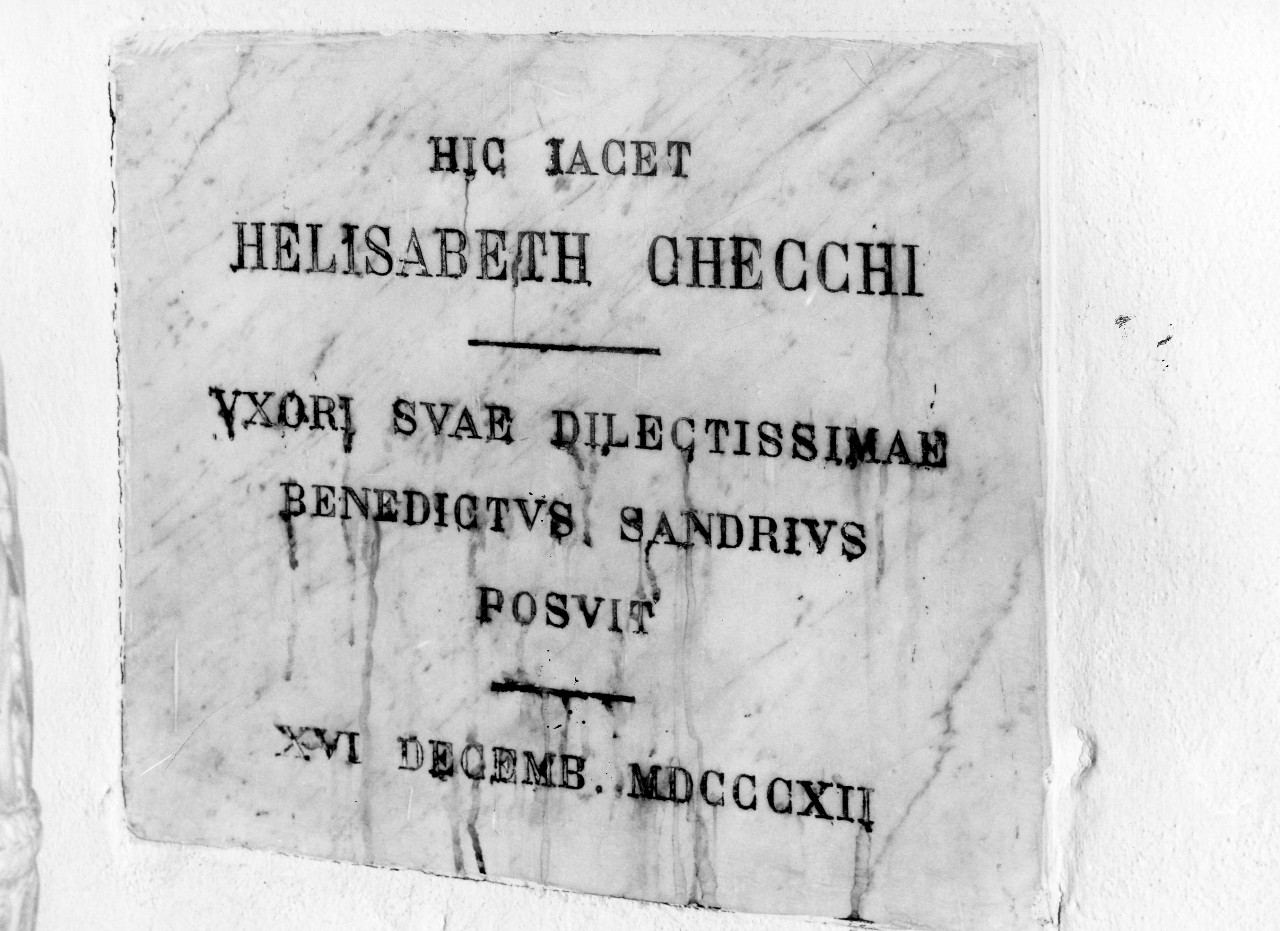 HIC IACET
HELISABETH CHECCHI
VXORI SVAE DILECTISSIMAE
BENEDICTVS SANDRIVS
POSVIT
XVI DECEMB. MDCCCXII